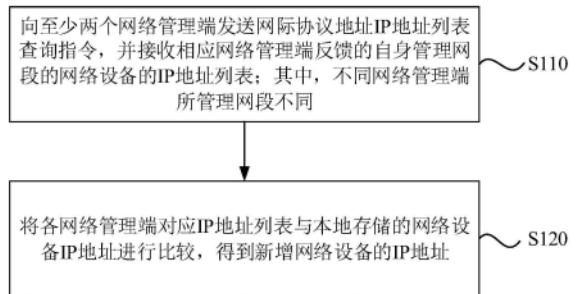 向至少两个网络管理端发送网际协议地址IP地址列表
查询指令，并接收相应网络管理端反馈的自身管理网
段的网络设备的IP地址列表；其中，不同网络管理端
所管理网段不同
S110
将各网络管理端对应IP地址列表与本地存储的网络设
备IP地址进行比较，得到新增网络设备的IP地址
S120